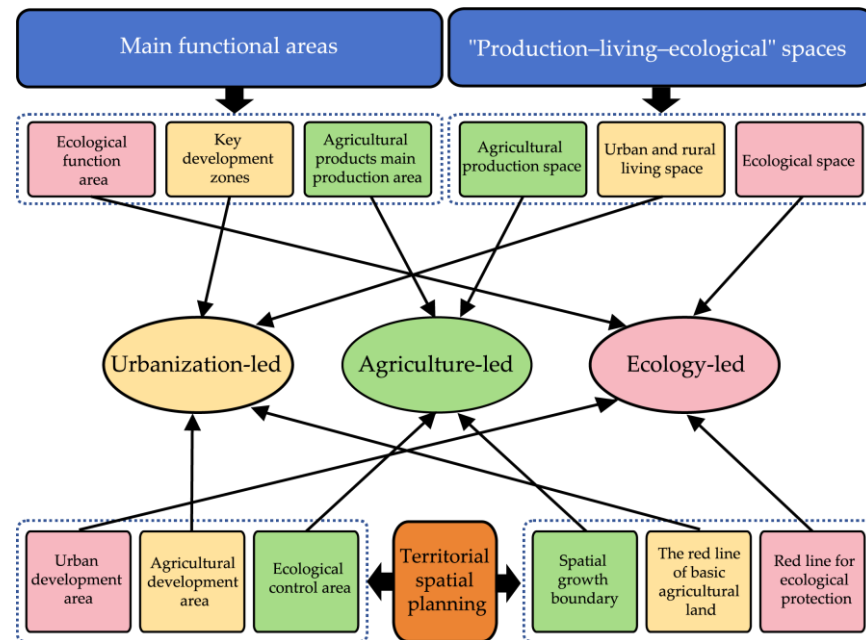 Main functional areas
"Production–living–ecological" spaces
Ecological
function
area
Key
development
zones
Agricultural
products main
production area
Agricultural
production space
Urban and rural
living space
Ecological space
Urbanization-led
Agriculture-led
Ecology-led
Urban
development
area
Agricultural
development
area
Ecological
control area
Territorial
spatial
planning
Spatial
growth
boundary
The red line
of basic
agricultural
land
Red line for
ecological
protection